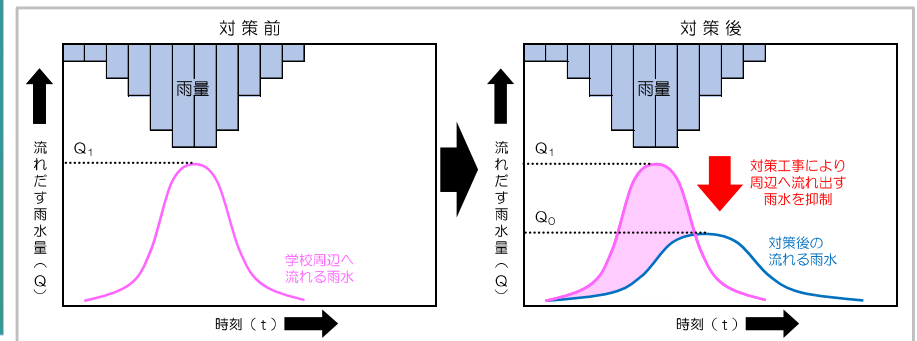 対策前
雨量
Q1
流れだす雨水量（Q）
学校周辺へ
流れる雨水
時刻（t）
対策後
雨量
Q1
対策工事により
周辺へ流れ出す
雨水を抑制
Q0
流れだす雨水量（Q）
対策後の
流れる雨水
時刻（t）